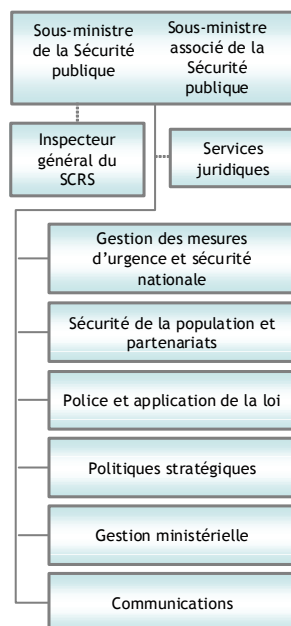 Sous-ministre
de la Sécurité
publique
Sous-ministre
associé de la
Sécurité
publique
Inspecteur
général du
SCRS
Services
juridiques
Gestion des mesures
d'urgence et sécurité
nationale
Sécurité de la population et
partenariats
Police et application de la loi
Politiques stratégiques
Gestion ministérielle
Communications